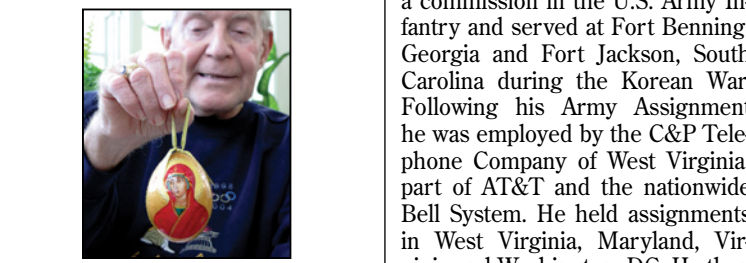 a commission in the U.S. Army In-
fantry and served at Fort Benning,
Georgia and Fort Jackson, South
Carolina during the Korean War.
Following his Army Assignment
he was employed by the C&P Tele-
phone Company of West Virginia,
part of AT&T and the nationwide
Bell System. He held assignments
in West Virginia, Maryland, Vir-